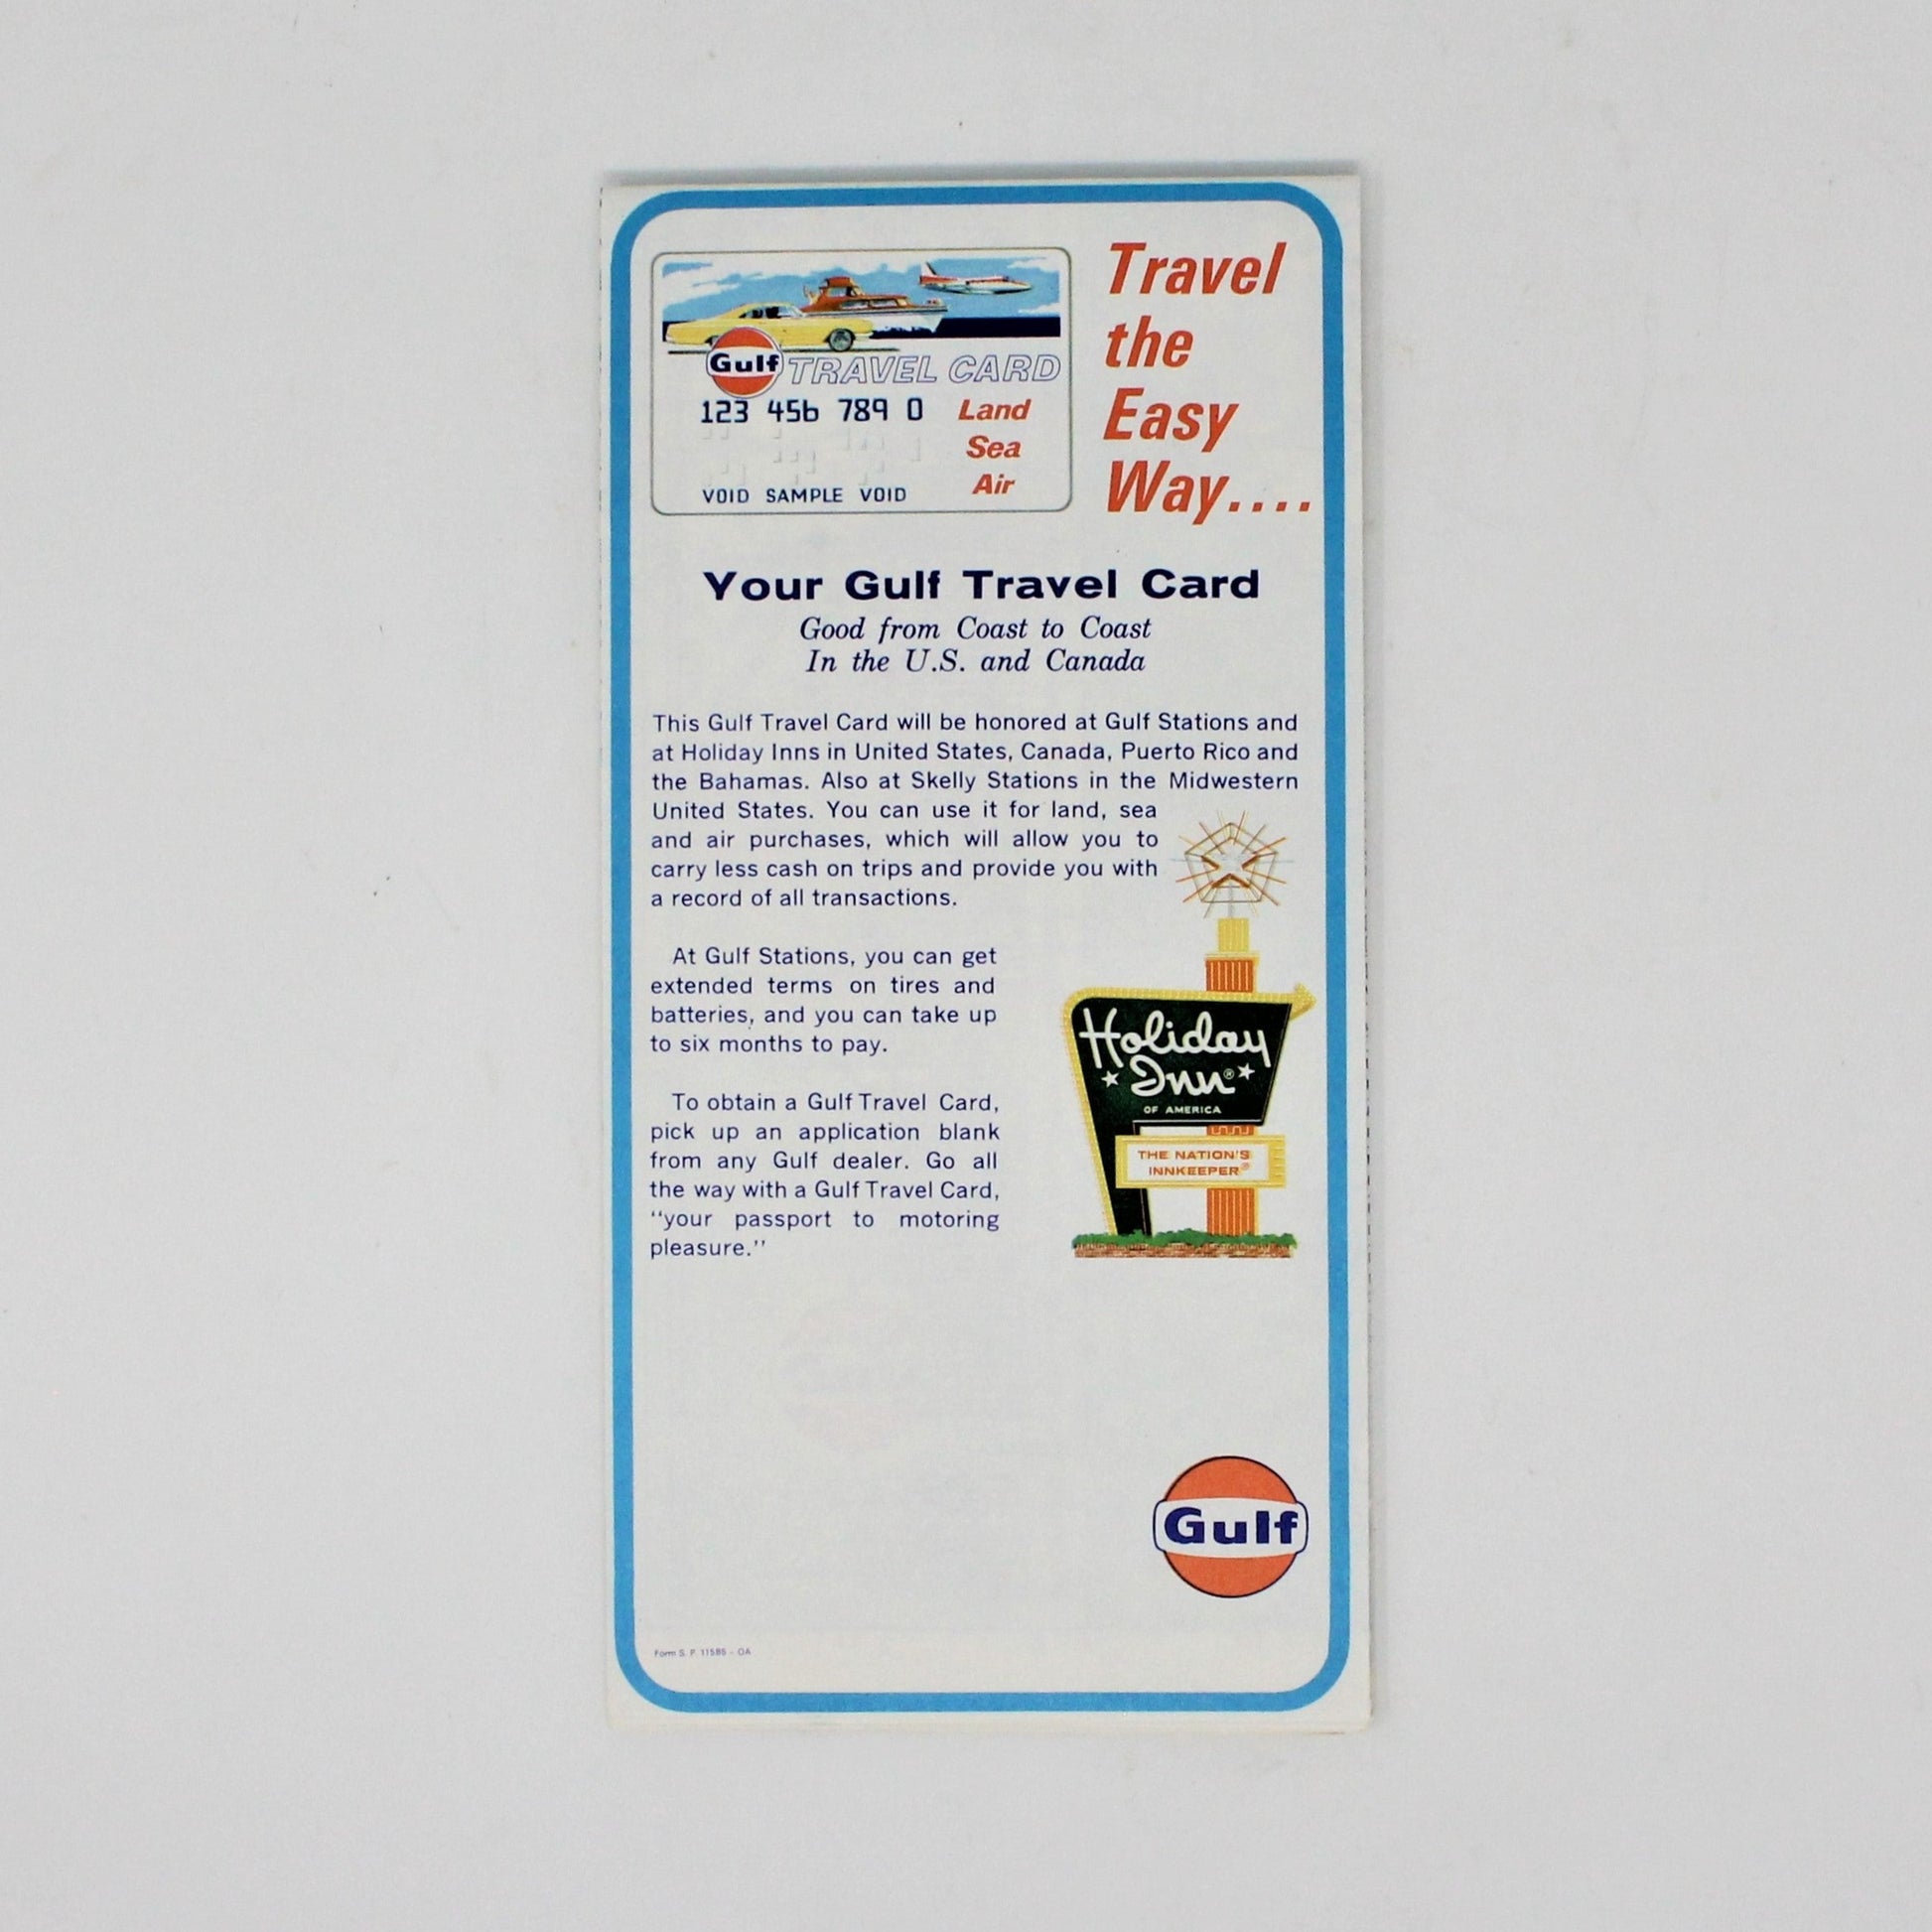 Travel
the
Easy
Way....
Gulf TRAVEL CARD
123 456 789 0
Land
Sea
Air
VOID SAMPLE VOID
Your Gulf Travel Card
Good from Coast to Coast
In the U.S. and Canada
This Gulf Travel Card will be honored at Gulf Stations and
at Holiday Inns in United States, Canada, Puerto Rico and
the Bahamas. Also at Skelly Stations in the Midwestern
United States. You can use it for land, sea
and air purchases, which will allow you to
carry less cash on trips and provide you with
a record of all transactions.
At Gulf Stations, you can get
extended terms on tires and
batteries, and you can take up
to six months to pay.
To obtain a Gulf Travel Card,
pick up an application blank
from any Gulf dealer. Go all
the way with a Gulf Travel Card,
“your passport to motoring
pleasure.”
Holiday
Inn®
OF AMERICA
THE NATION'S
INNKEEPER®
Gulf
Form S. P. 11585 - OA